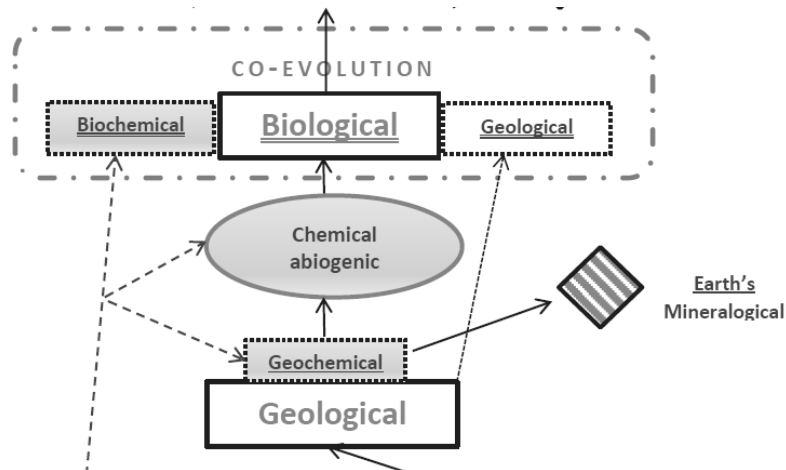 CO-EVOLUTION
Biochemical
Biological
Geological
Chemical
abiogenic
Earth's
Mineralogical
Geochemical
Geological